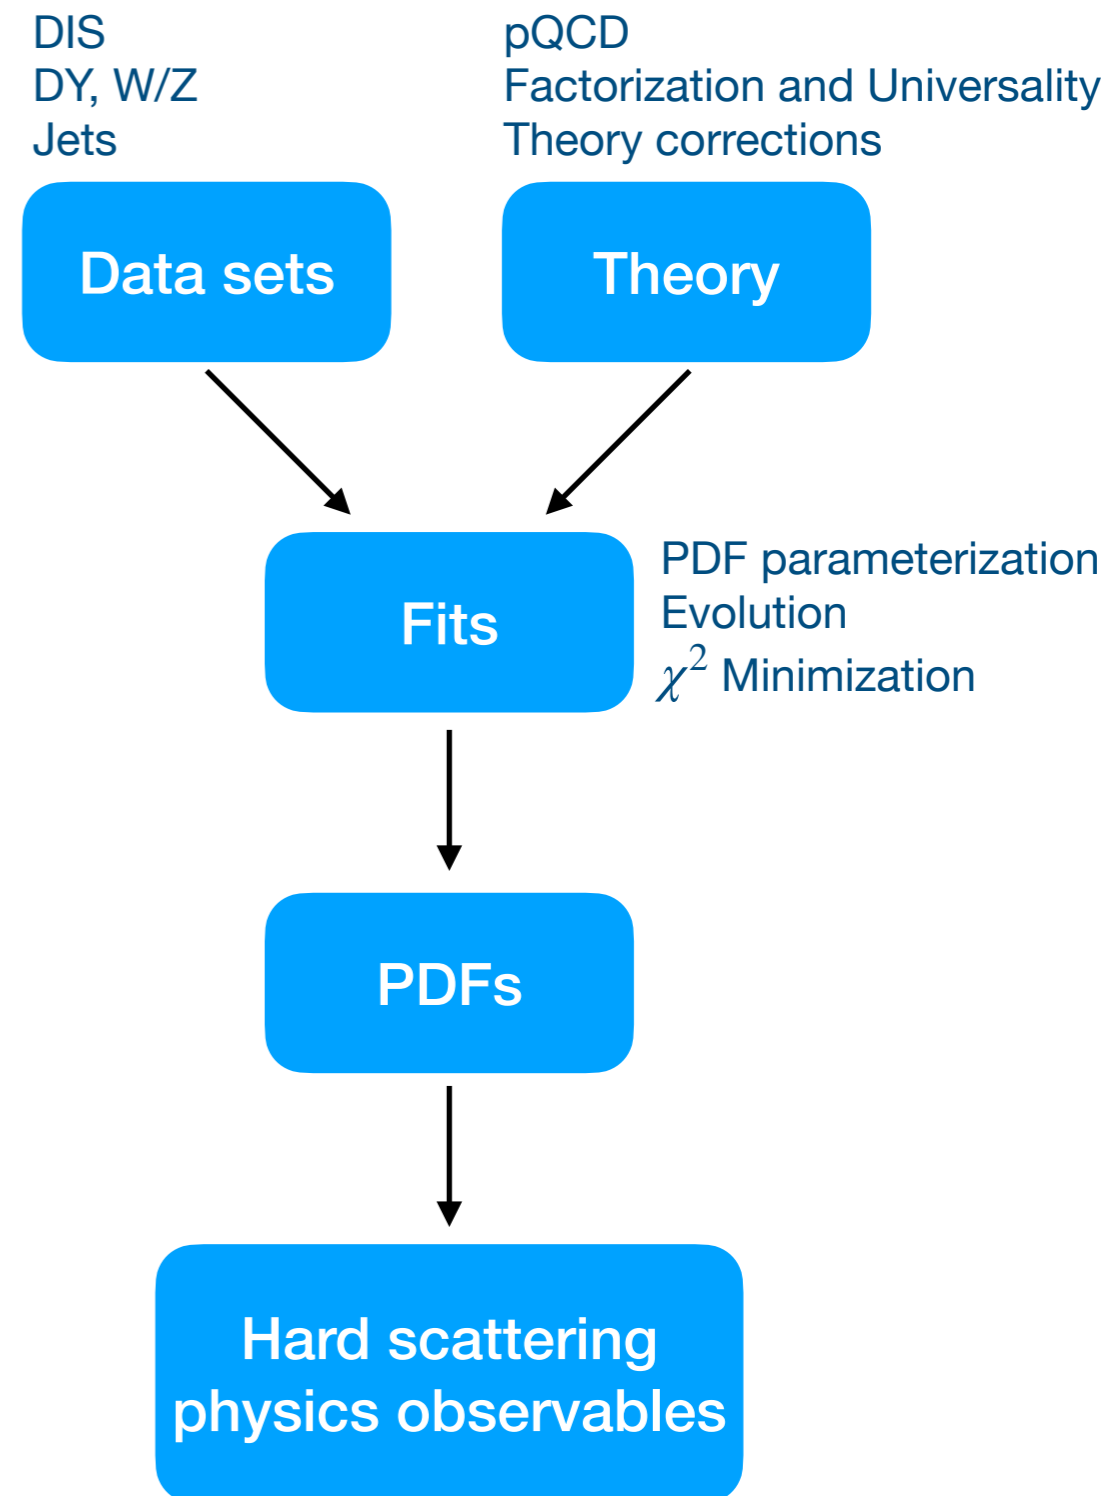 DIS
DY, W/Z
Jets
pQCD
Factorization and Universality
Theory corrections
Data sets
Theory
Fits
PDF parameterization
Evolution
χ² Minimization
PDFs
Hard scattering
physics observables